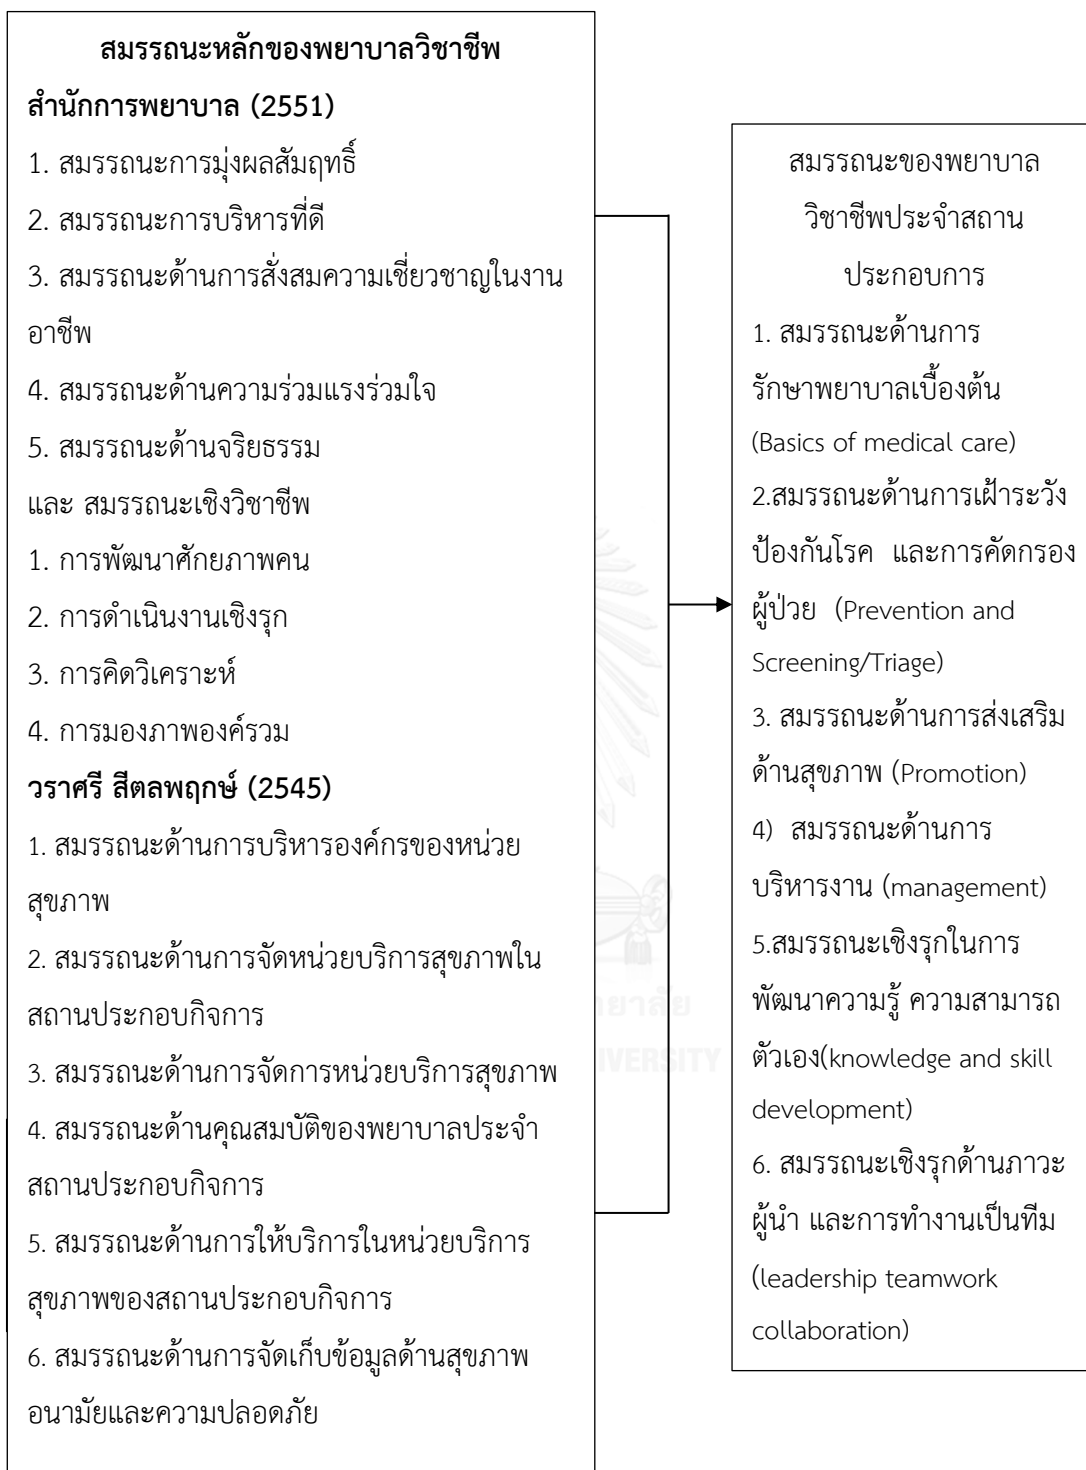 สมรรถนะหลักของพยาบาลวิชาชีพ
สำนักการพยาบาล (2551)
1. สมรรถนะการมุ่งผลสัมฤทธิ์
2. สมรรถนะการบริหารที่ดี
3. สมรรถนะด้านการสั่งสมความเชี่ยวชาญในงาน
อาชีพ
4. สมรรถนะด้านความร่วมแรงร่วมใจ
5. สมรรถนะด้านจริยธรรม
และ สมรรถนะเชิงวิชาชีพ
1. การพัฒนาศักยภาพคน
2. การดำเนินงานเชิงรุก
3. การคิดวิเคราะห์
4. การมองภาพองค์รวม
วราศรี สีตลพฤกษ์ (2545)
1. สมรรถนะด้านการบริหารองค์กรของหน่วย
สุขภาพ
2. สมรรถนะด้านการจัดหน่วยบริการสุขภาพใน
สถานประกอบกิจการ
3. สมรรถนะด้านการจัดการหน่วยบริการสุขภาพ
4. สมรรถนะด้านคุณสมบัติของพยาบาลประจำ
สถานประกอบกิจการ
5. สมรรถนะด้านการให้บริการในหน่วยบริการ
สุขภาพของสถานประกอบกิจการ
6. สมรรถนะด้านการจัดเก็บข้อมูลด้านสุขภาพ
อนามัยและความปลอดภัย
สมรรถนะของพยาบาล
วิชาชีพประจำสถาน
ประกอบการ
1. สมรรถนะด้านการ
รักษาพยาบาลเบื้องต้น
(Basics of medical care)
2.สมรรถนะด้านการเฝ้าระวัง
ป้องกันโรค และการคัดกรอง
ผู้ป่วย (Prevention and
Screening/Triage)
3. สมรรถนะด้านการส่งเสริม
ด้านสุขภาพ (Promotion)
4) สมรรถนะด้านการ
บริหารงาน (management)
5.สมรรถนะเชิงรุกในการ
พัฒนาความรู้ ความสามารถ
ตัวเอง(knowledge and skill
development)
6. สมรรถนะเชิงรุกด้านภาวะ
ผู้นำ และการทำงานเป็นทีม
(leadership teamwork
collaboration)